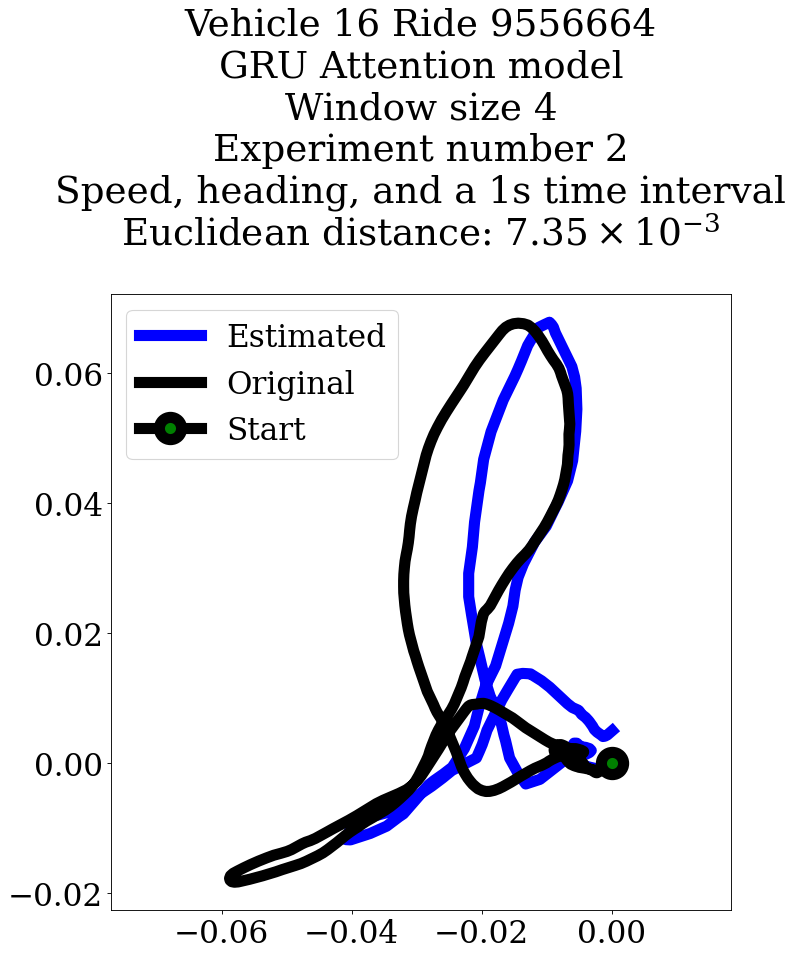 Vehicle 16 Ride 9556664
GRU Attention model
Window size 4
Experiment number 2
Speed, heading, and a 1s time interval
Euclidean distance: 7.35 × 10⁻³
Estimated
Original
Start
0.06
0.04
0.02
0.00
−0.02
−0.06 −0.04 −0.02 0.00